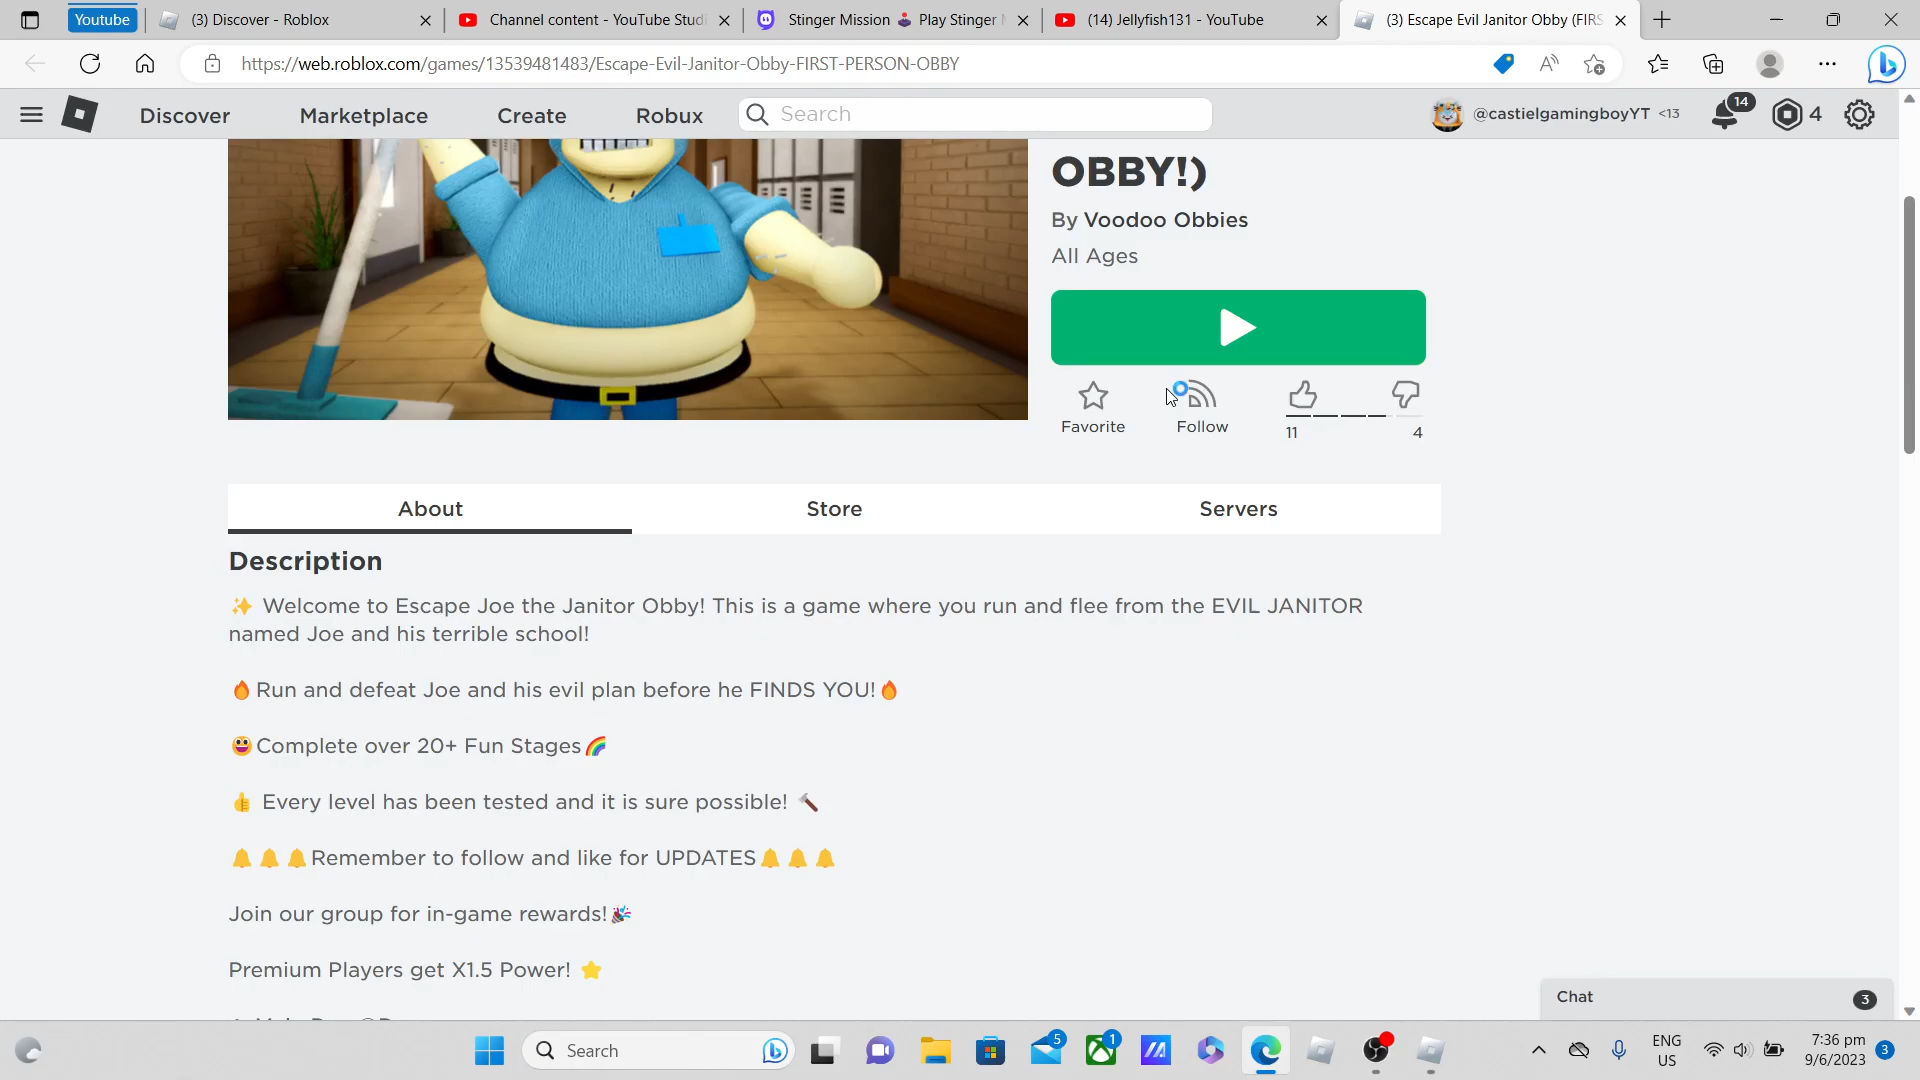 Youtube
(3) Discover - Roblox
Channel content - YouTube Studi
Stinger Mission 🕹️ Play Stinger
(14) Jellyfish131 - YouTube
(3) Escape Evil Janitor Obby (FIRS
https://web.roblox.com/games/13539481483/Escape-Evil-Janitor-Obby-FIRST-PERSON-OBBY
Discover
Marketplace
Create
Robux
Search
@castielgamingboyYT <13
14
4
OBBY!)
By Voodoo Obbies
All Ages
Favorite
Follow
11
4
About
Store
Servers
Description
✨ Welcome to Escape Joe the Janitor Obby! This is a game where you run and flee from the EVIL JANITOR
named Joe and his terrible school!
🔥Run and defeat Joe and his evil plan before he FINDS YOU!🔥
😀Complete over 20+ Fun Stages🌈
👍 Every level has been tested and it is sure possible! 🔨
🔔🔔🔔Remember to follow and like for UPDATES🔔🔔🔔
Join our group for in-game rewards!🎉
Premium Players get X1.5 Power! ⭐
Chat
3
Search
5
1
ENG
US
7:36 pm
9/6/2023
3